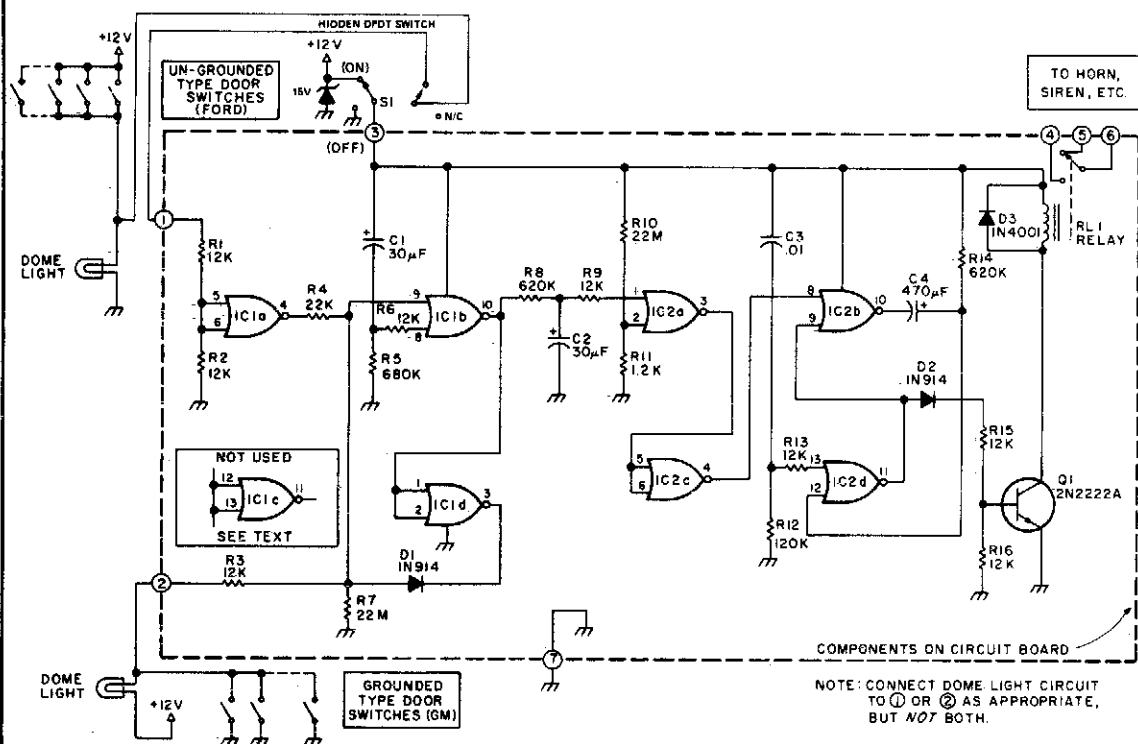 HIDDEN DPDT SWITCH
+12V
+12V
UN-GROUNDED
TYPE DOOR
SWITCHES
(FORD)
(ON)
15V
S1
N/C
3
(OFF)
TO HORN,
SIREN, ETC.
4 5 6
1
DOME
LIGHT
R1
12K
R2
12K
5
6
IC1a
4
R4
22K
C1
30µF
R6
12K
R5
680K
9
8
IC1b
10
R8
620K
R9
12K
C2
30µF
R10
22M
R11
1.2K
1
2
IC2a
3
C3
.01
8
9
IC2b
10
C4
470µF
R14
620K
D3
1N4001
RL1
RELAY
D2
1N914
5
6
IC2c
4
R13
12K
R12
120K
13
12
IC2d
11
R15
12K
R16
12K
Q1
2N2222A
NOT USED
12
13
IC1c
11
SEE TEXT
1
2
IC1d
3
D1
1N914
2
R3
12K
R7
22M
7
COMPONENTS ON CIRCUIT BOARD
DOME
LIGHT
+12V
GROUNDED
TYPE DOOR
SWITCHES (GM)
NOTE: CONNECT DOME LIGHT CIRCUIT
TO 1 OR 2 AS APPROPRIATE,
BUT NOT BOTH.